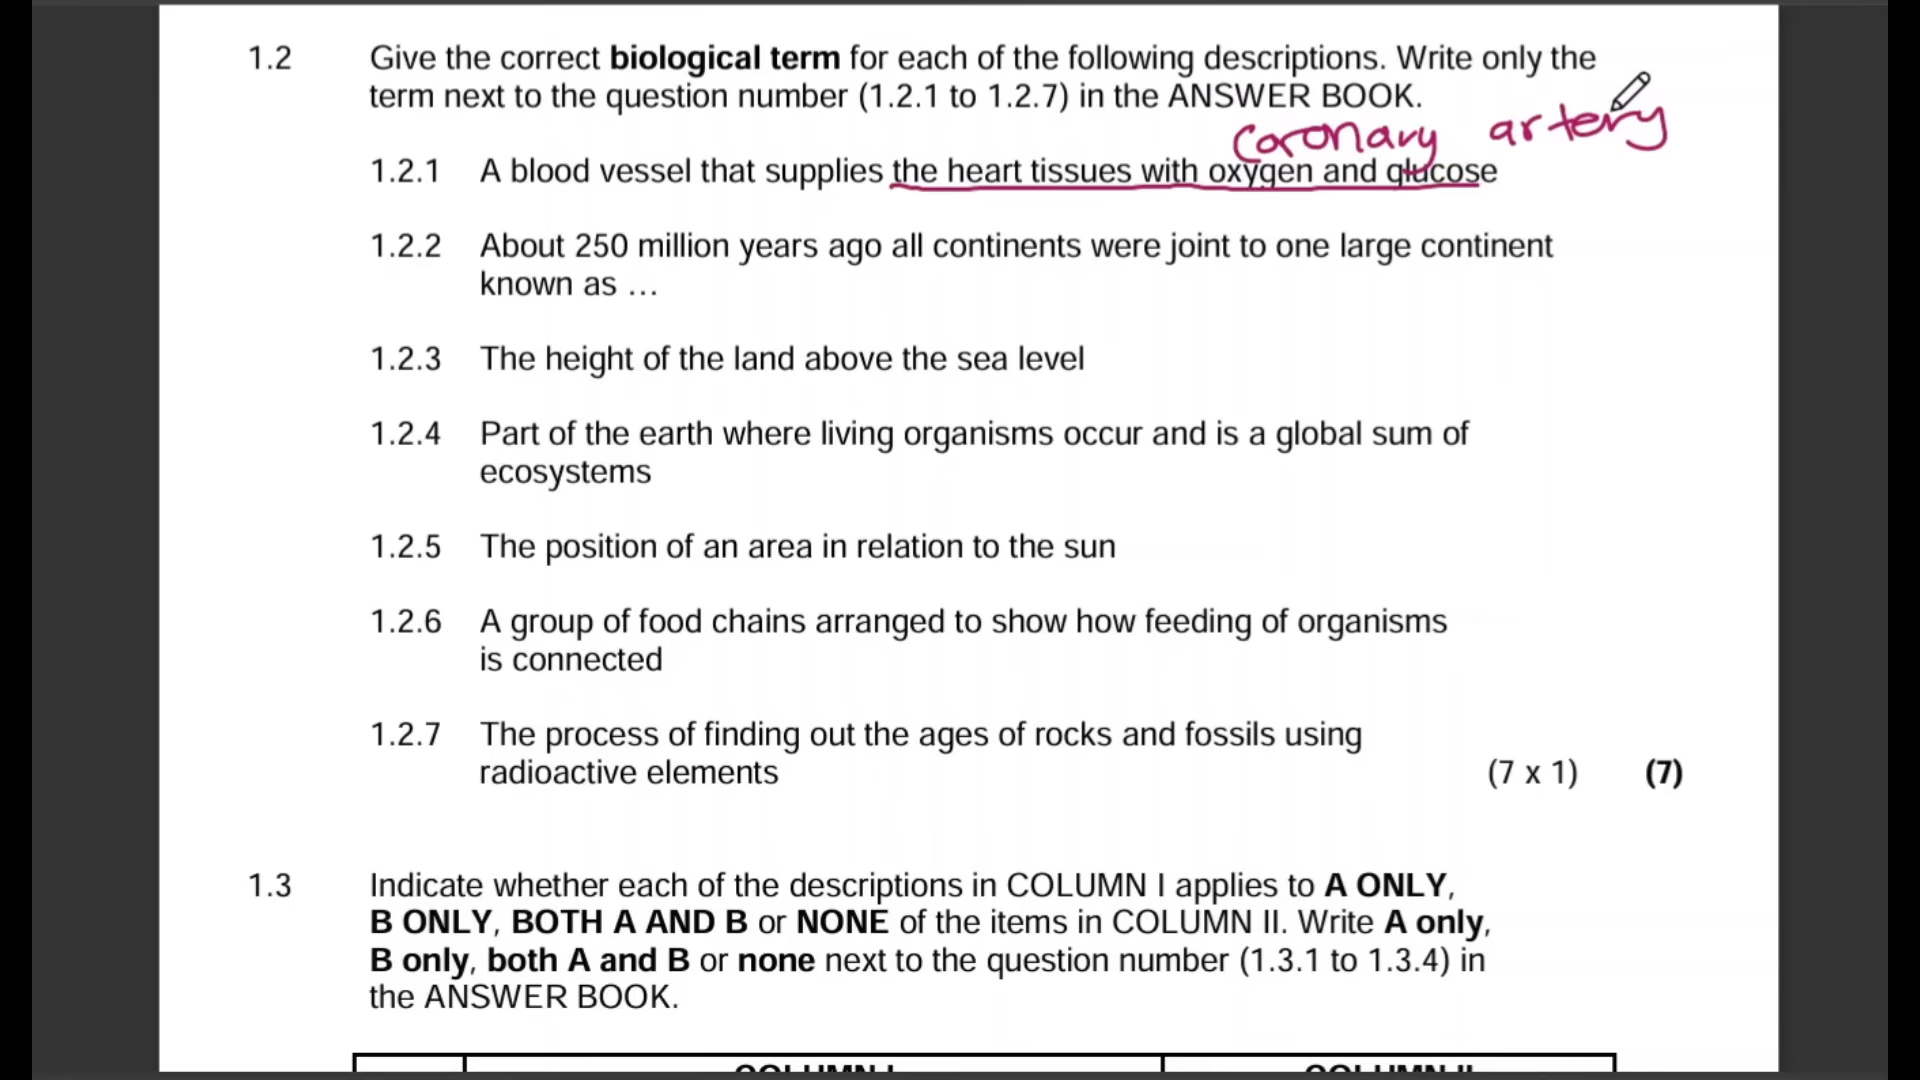 1.2 Give the correct biological term for each of the following descriptions. Write only the
term next to the question number (1.2.1 to 1.2.7) in the ANSWER BOOK.
coronary artery
1.2.1 A blood vessel that supplies the heart tissues with oxygen and glucose
1.2.2 About 250 million years ago all continents were joint to one large continent
known as …
1.2.3 The height of the land above the sea level
1.2.4 Part of the earth where living organisms occur and is a global sum of
ecosystems
1.2.5 The position of an area in relation to the sun
1.2.6 A group of food chains arranged to show how feeding of organisms
is connected
1.2.7 The process of finding out the ages of rocks and fossils using
radioactive elements (7 x 1) (7)
1.3 Indicate whether each of the descriptions in COLUMN I applies to A ONLY,
B ONLY, BOTH A AND B or NONE of the items in COLUMN II. Write A only,
B only, both A and B or none next to the question number (1.3.1 to 1.3.4) in
the ANSWER BOOK.
COLUMN I COLUMN II